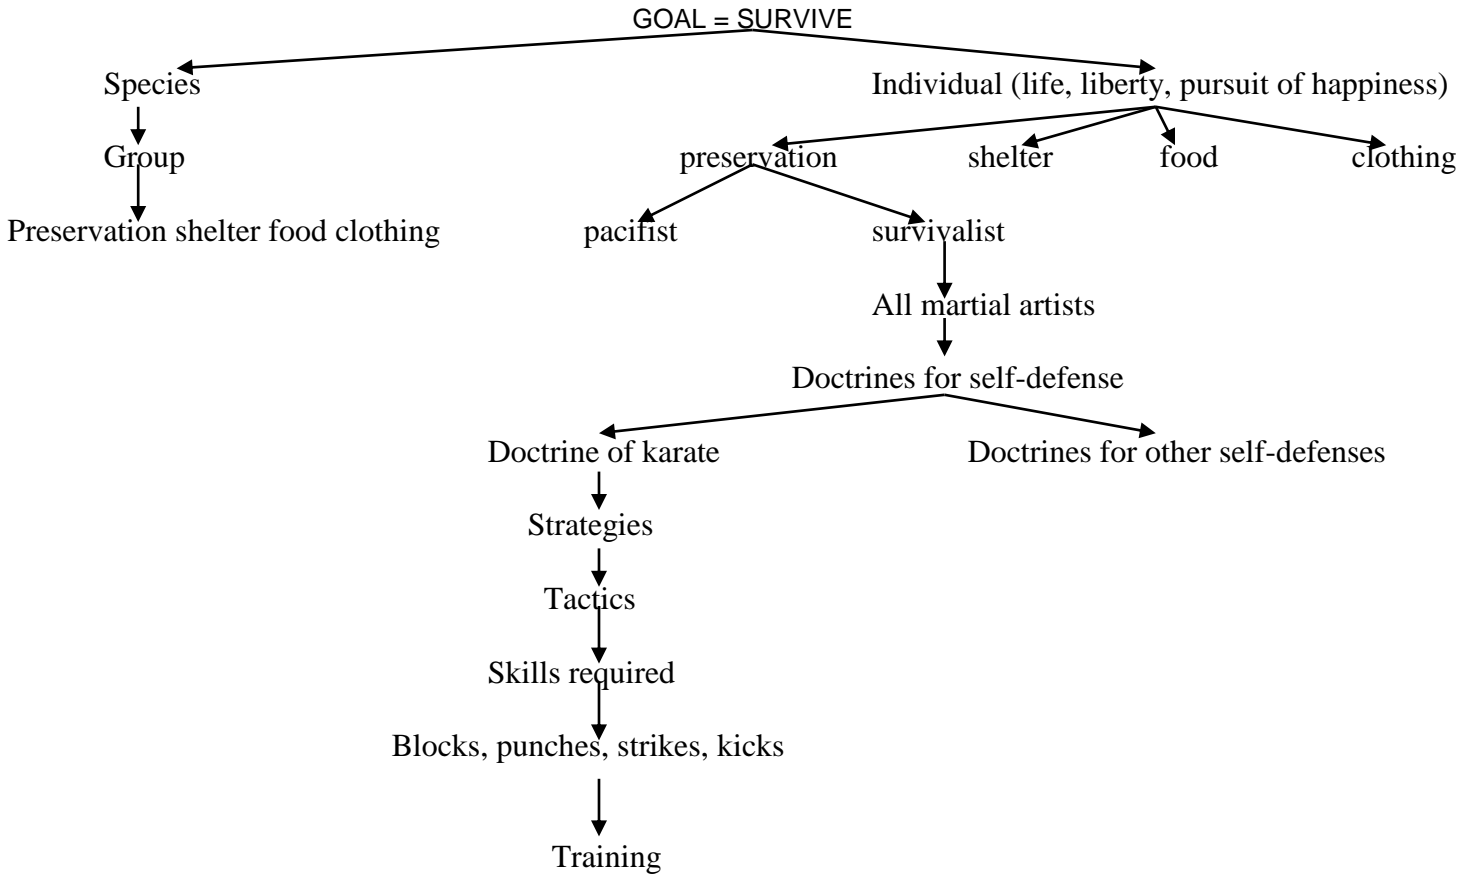 GOAL = SURVIVE
Species
Individual (life, liberty, pursuit of happiness)
Group
preservation
shelter
food
clothing
Preservation shelter food clothing
pacifist
survivalist
All martial artists
Doctrines for self-defense
Doctrine of karate
Doctrines for other self-defenses
Strategies
Tactics
Skills required
Blocks, punches, strikes, kicks
Training